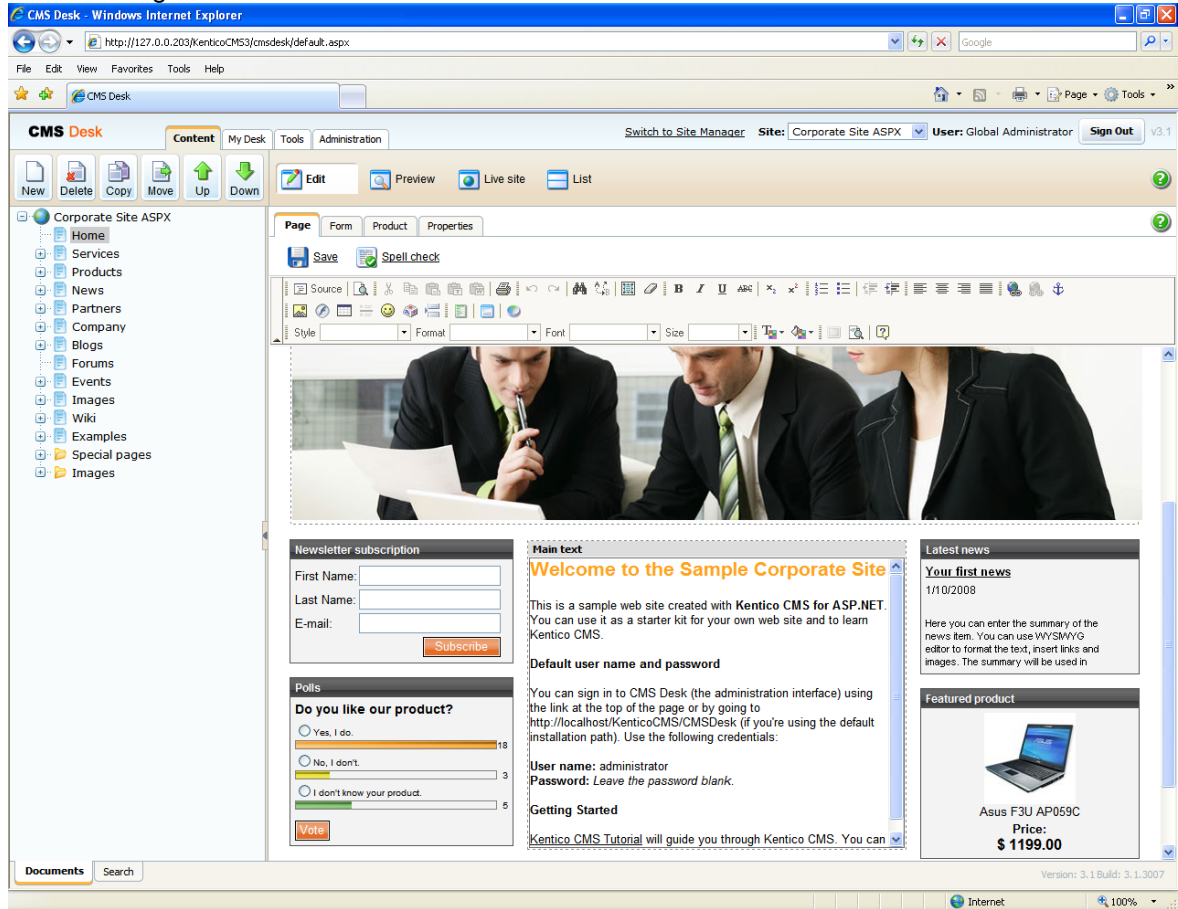 CMS Desk - Windows Internet Explorer
http://127.0.0.203/KenticoCMS3/cmsdesk/default.aspx
Google
File Edit View Favorites Tools Help
CMS Desk
Page Tools
CMS Desk
Content My Desk Tools Administration
Switch to Site Manager Site: Corporate Site ASPX User: Global Administrator Sign Out v3.1
New Delete Copy Move Up Down
Edit Preview Live site List
Corporate Site ASPX
Home
Services
Products
News
Partners
Company
Blogs
Forums
Events
Images
Wiki
Examples
Special pages
Images
Page Form Product Properties
Save Spell check
Source
B I U ABC x₂ x²
Style Format Font Size
Newsletter subscription
First Name:
Last Name:
E-mail:
Subscribe
Polls
Do you like our product?
Yes, I do.
18
No, I don't.
3
I don't know your product.
5
Vote
Main text
Welcome to the Sample Corporate Site
This is a sample web site created with Kentico CMS for ASP.NET.
You can use it as a starter kit for your own web site and to learn
Kentico CMS.
Default user name and password
You can sign in to CMS Desk (the administration interface) using
the link at the top of the page or by going to
http://localhost/KenticoCMS/CMSDesk (if you're using the default
installation path). Use the following credentials:
User name: administrator
Password: Leave the password blank.
Getting Started
Kentico CMS Tutorial will guide you through Kentico CMS. You can
Latest news
Your first news
1/10/2008
Here you can enter the summary of the
news item. You can use WYSIWYG
editor to format the text, insert links and
images. The summary will be used in
Featured product
Asus F3U AP059C
Price:
$ 1199.00
Documents Search
Version: 3.1 Build: 3.1.3007
Internet 100%